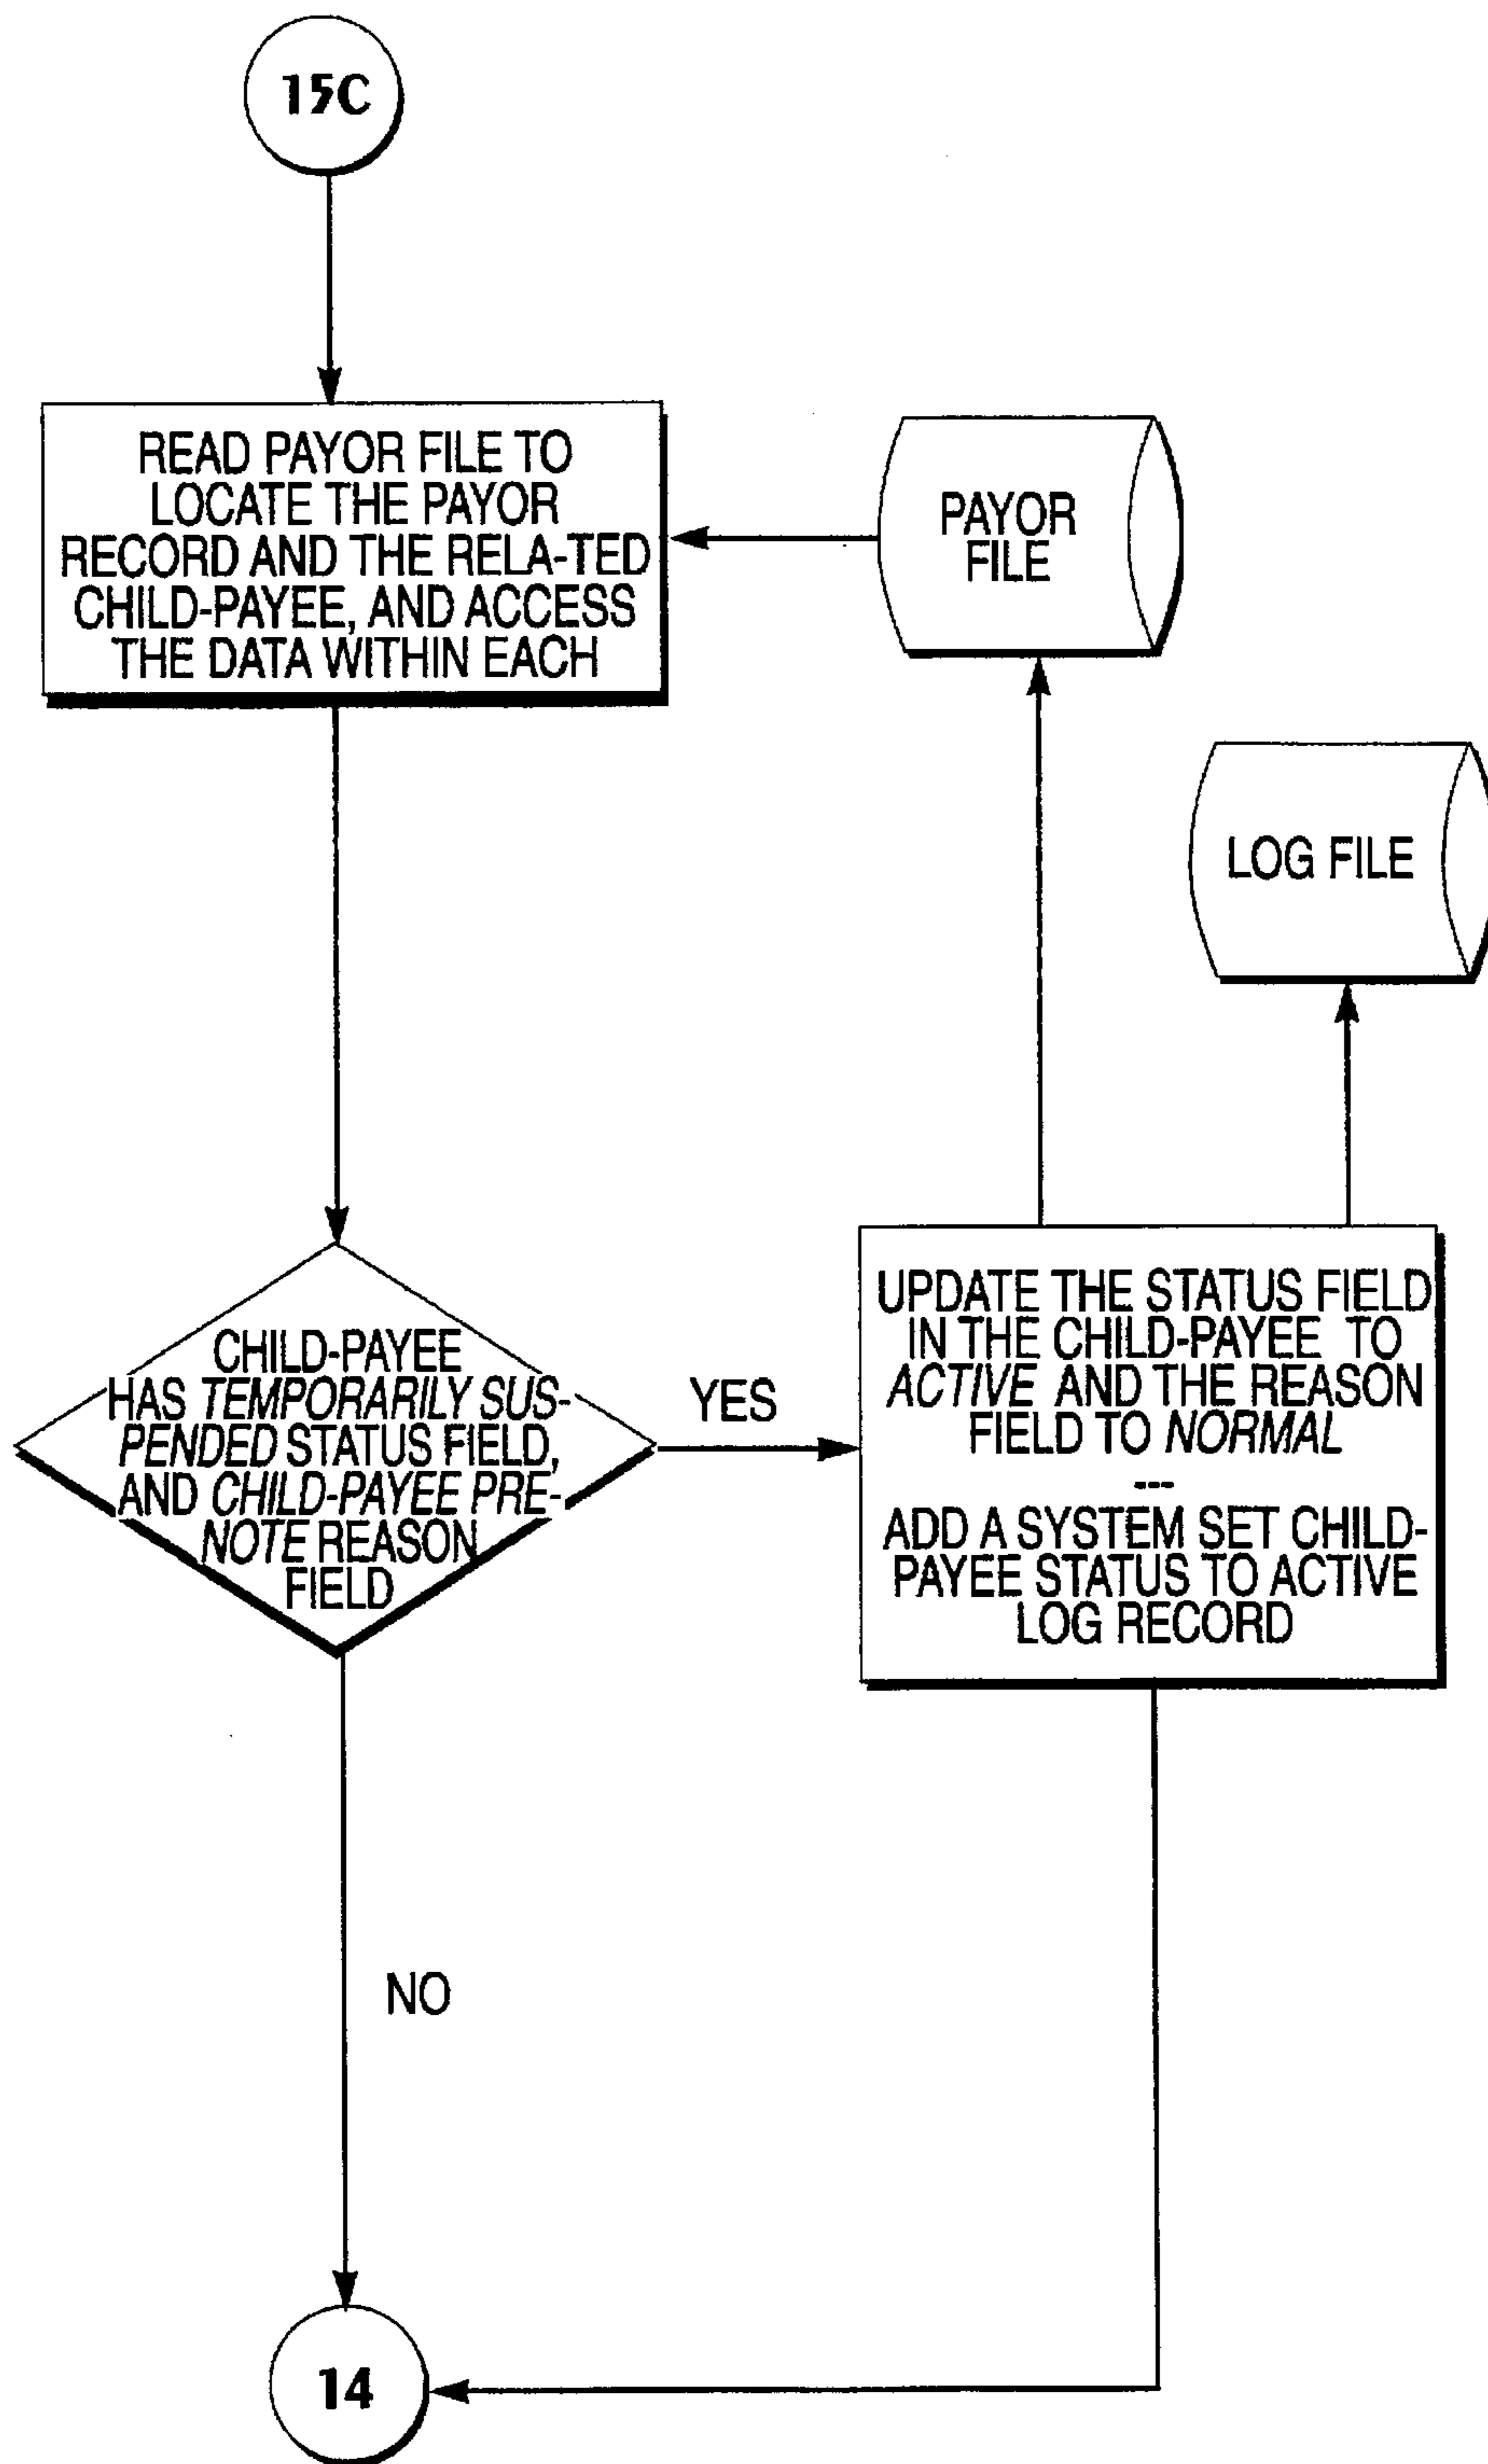 15C
READ PAYOR FILE TO
LOCATE THE PAYOR
RECORD AND THE RELA-TED
CHILD-PAYEE, AND ACCESS
THE DATA WITHIN EACH
PAYOR
FILE
LOG FILE
CHILD-PAYEE
HAS TEMPORARILY SUS-
PENDED STATUS FIELD,
AND CHILD-PAYEE PRE-
NOTE REASON
FIELD
YES
UPDATE THE STATUS FIELD
IN THE CHILD-PAYEE TO
ACTIVE AND THE REASON
FIELD TO NORMAL
---
ADD A SYSTEM SET CHILD-
PAYEE STATUS TO ACTIVE
LOG RECORD
NO
14